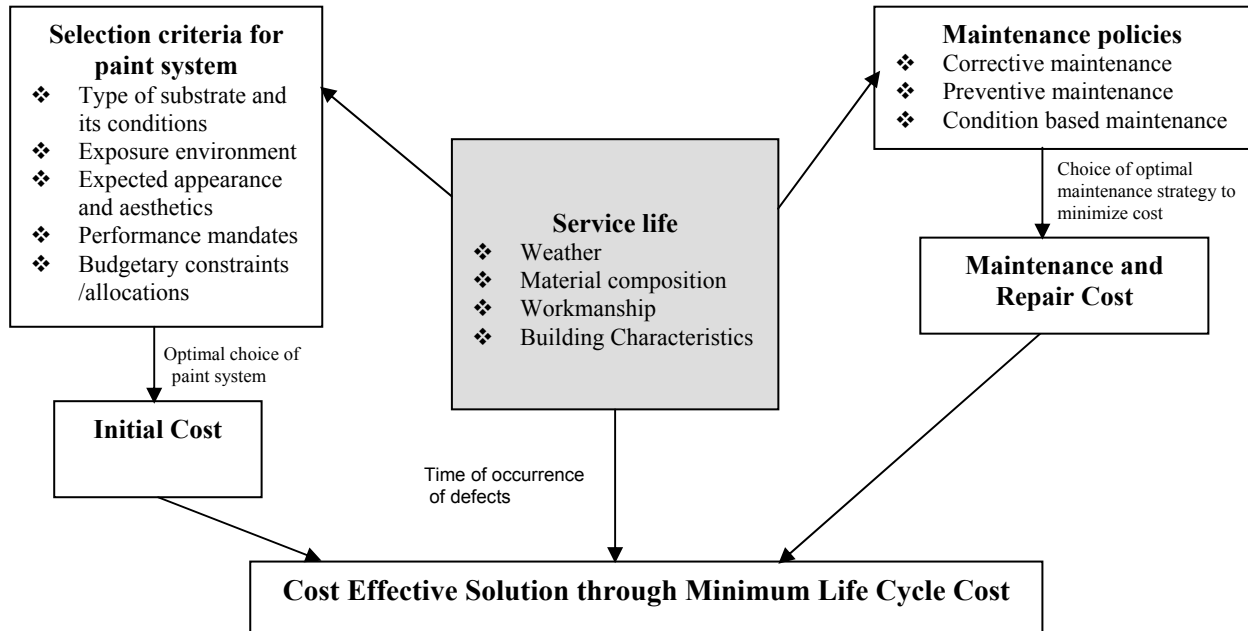 Selection criteria for
paint system
❖ Type of substrate and
its conditions
❖ Exposure environment
❖ Expected appearance
and aesthetics
❖ Performance mandates
❖ Budgetary constraints
/allocations
Optimal choice of
paint system
Initial Cost
Service life
❖ Weather
❖ Material composition
❖ Workmanship
❖ Building Characteristics
Time of occurrence
of defects
Maintenance policies
❖ Corrective maintenance
❖ Preventive maintenance
❖ Condition based maintenance
Choice of optimal
maintenance strategy to
minimize cost
Maintenance and
Repair Cost
Cost Effective Solution through Minimum Life Cycle Cost